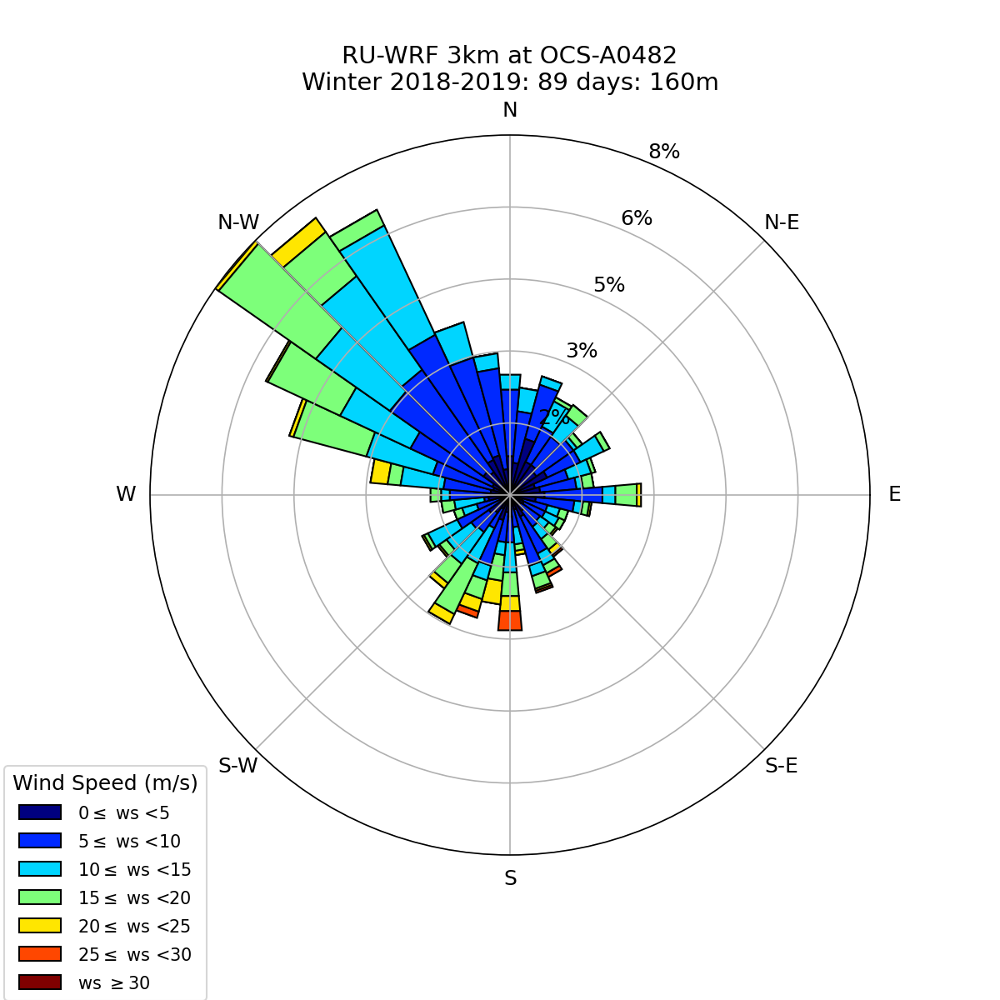 RU-WRF 3km at OCS-A0482
Winter 2018-2019: 89 days: 160m
N
8%
N-W
6%
N-E
5%
3%
2%
W
E
S-W
S-E
S
Wind Speed (m/s)
0 ≤ ws <5
5 ≤ ws <10
10 ≤ ws <15
15 ≤ ws <20
20 ≤ ws <25
25 ≤ ws <30
ws ≥ 30